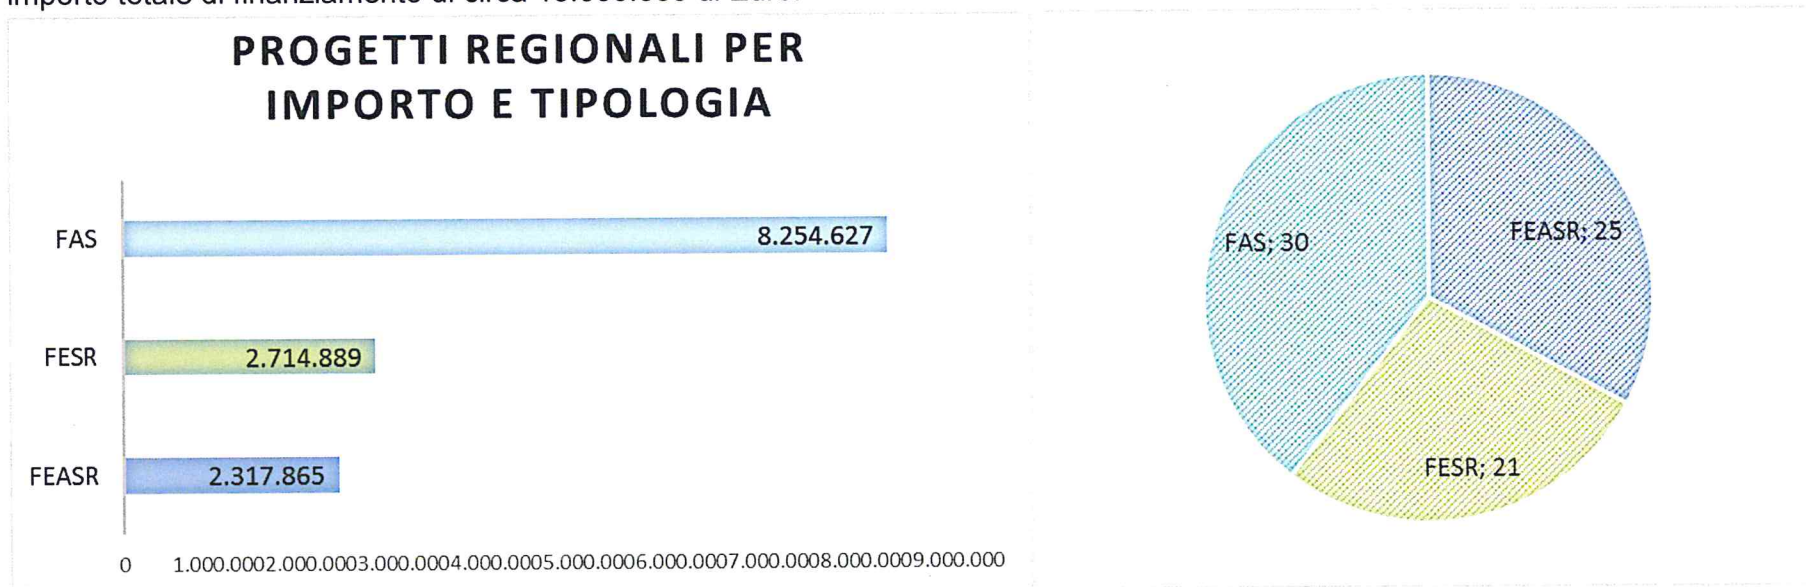 PROGETTI REGIONALI PER
IMPORTO E TIPOLOGIA
FAS
8.254.627
FESR
2.714.889
FEASR
2.317.865
0 1.000.0002.000.0003.000.0004.000.0005.000.0006.000.0007.000.0008.000.0009.000.000
FAS; 30
FEASR; 25
FESR; 21